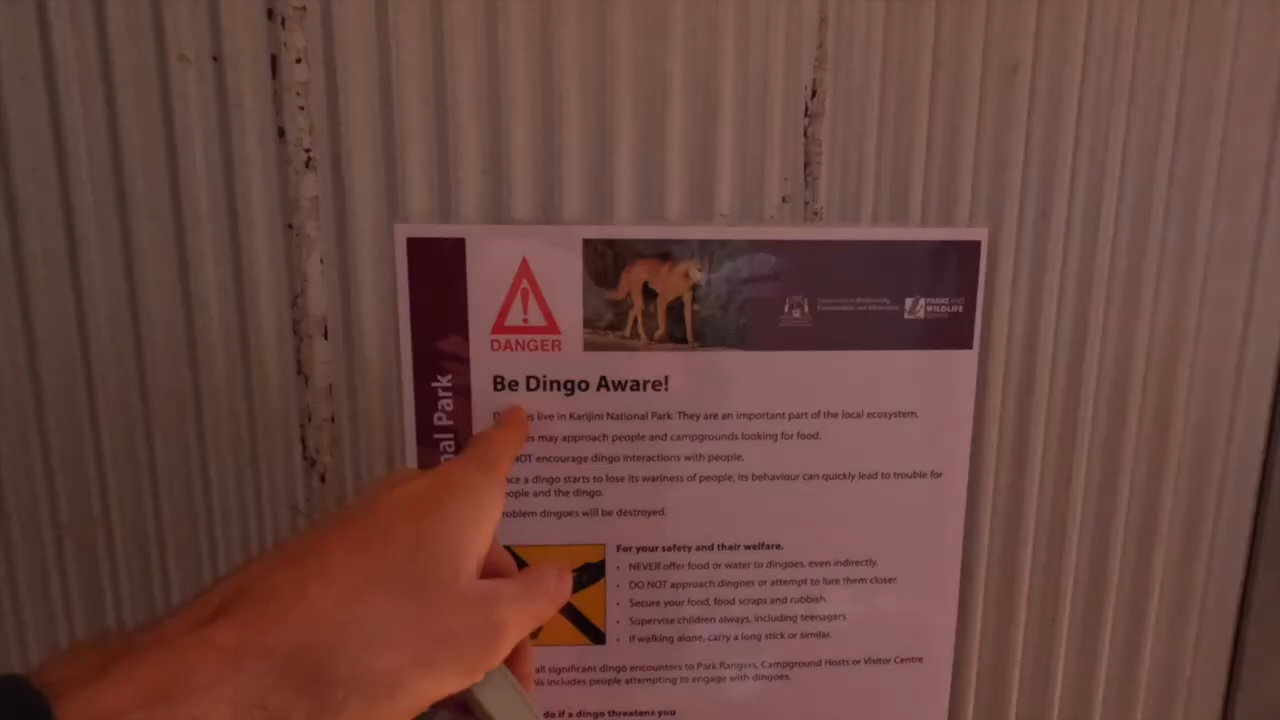 DANGER
PARKS AND
WILDLIFE
nal Park
Be Dingo Aware!
live in Karijini National Park. They are an important part of the local ecosystem.
may approach people and campgrounds looking for food.
NOT encourage dingo interactions with people.
nce a dingo starts to lose its wariness of people, its behaviour can quickly lead to trouble for
eople and the dingo.
roblem dingoes will be destroyed.
For your safety and their welfare.
• NEVER offer food or water to dingoes, even indirectly.
• DO NOT approach dingoes or attempt to lure them closer.
• Secure your food, food scraps and rubbish.
• Supervise children always, including teenagers.
• If walking alone, carry a long stick or similar.
all significant dingo encounters to Park Rangers, Campground Hosts or Visitor Centre
is includes people attempting to engage with dingoes.
do if a dingo threatens you